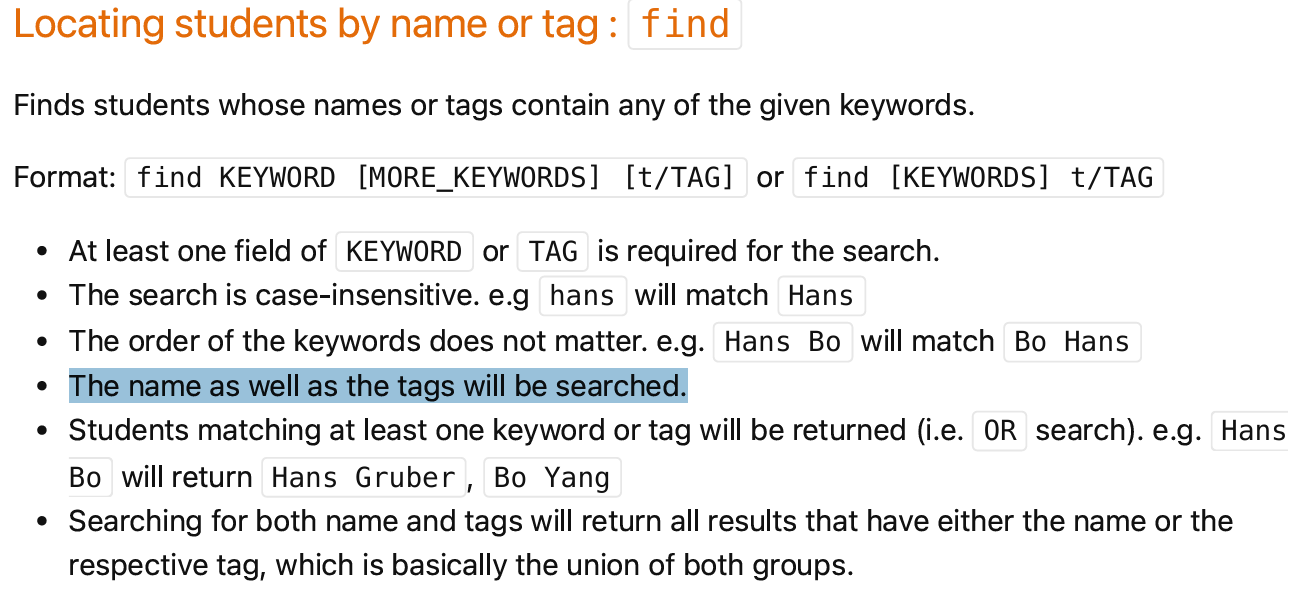 Locating students by name or tag : find
Finds students whose names or tags contain any of the given keywords.
Format: find KEYWORD [MORE_KEYWORDS] [t/TAG] or find [KEYWORDS] t/TAG
• At least one field of KEYWORD or TAG is required for the search.
• The search is case-insensitive. e.g hans will match Hans
• The order of the keywords does not matter. e.g. Hans Bo will match Bo Hans
• The name as well as the tags will be searched.
• Students matching at least one keyword or tag will be returned (i.e. OR search). e.g. Hans
Bo will return Hans Gruber, Bo Yang
• Searching for both name and tags will return all results that have either the name or the
respective tag, which is basically the union of both groups.